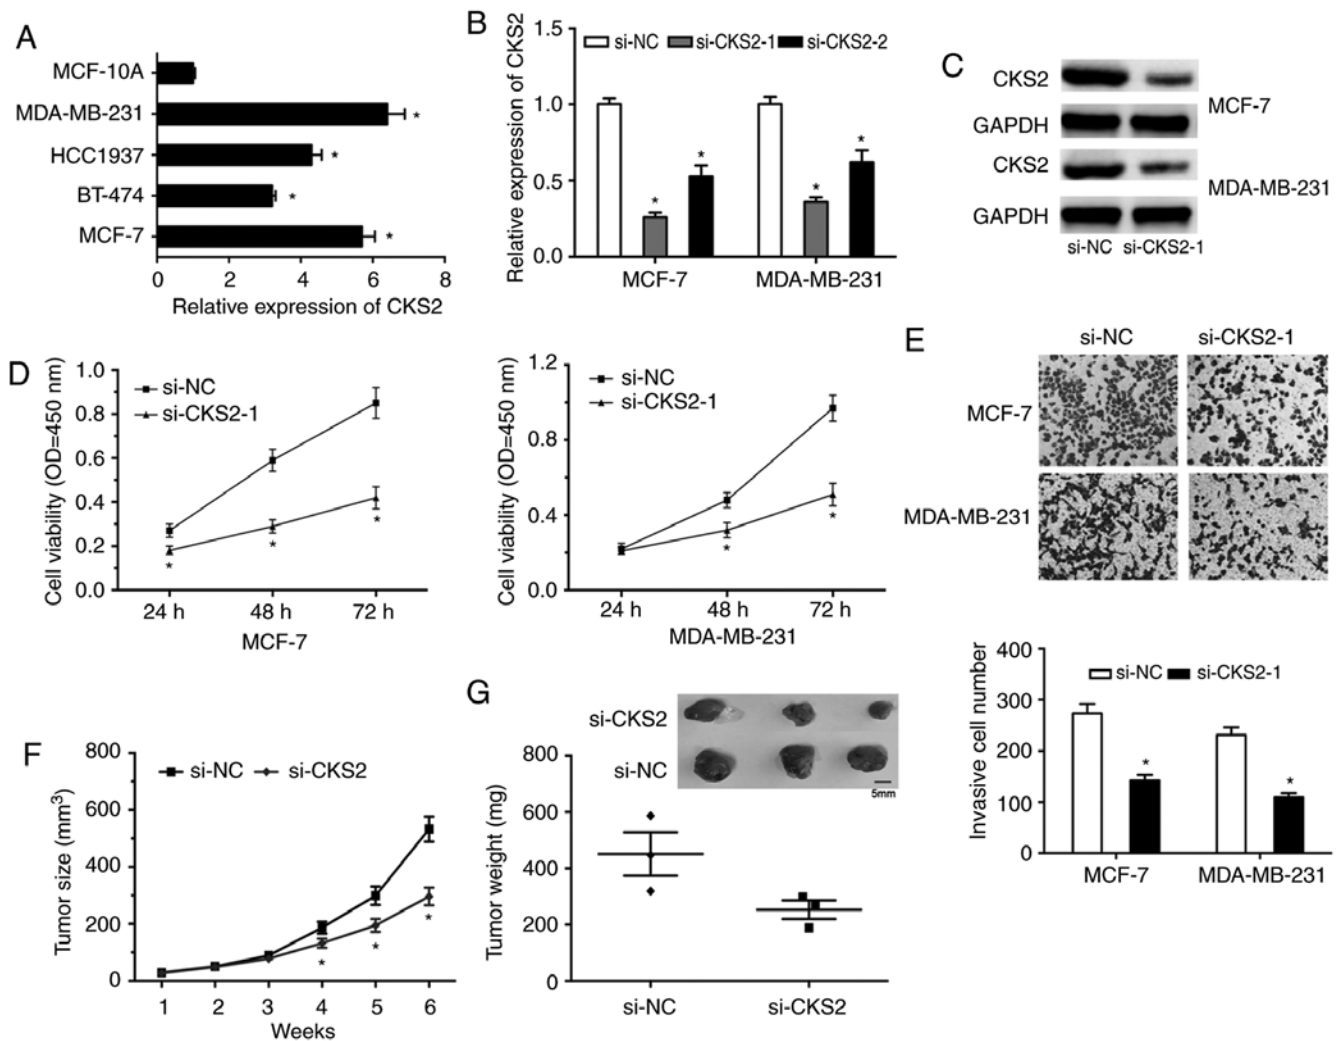 A
MCF-10A
MDA-MB-231 *
HCC1937 *
BT-474 *
MCF-7 *
0 2 4 6 8
Relative expression of CKS2
B
Relative expression of CKS2
si-NC si-CKS2-1 si-CKS2-2
1.5
1.0
0.5
0.0
* * * *
MCF-7 MDA-MB-231
C
CKS2
GAPDH
MCF-7
CKS2
GAPDH
MDA-MB-231
si-NC si-CKS2-1
D
Cell viability (OD=450 nm)
si-NC
si-CKS2-1
1.0
0.8
0.6
0.4
0.2
0.0
* * *
24 h 48 h 72 h
MCF-7
Cell viability (OD=450 nm)
si-NC
si-CKS2-1
1.2
0.8
0.4
0.0
* *
24 h 48 h 72 h
MDA-MB-231
E
si-NC si-CKS2-1
MCF-7
MDA-MB-231
Invasive cell number
si-NC si-CKS2-1
400
300
200
100
0
* *
MCF-7 MDA-MB-231
F
Tumor size (mm³)
si-NC si-CKS2
800
600
400
200
0
* * *
1 2 3 4 5 6
Weeks
G
si-CKS2
si-NC
5mm
Tumor weight (mg)
800
600
400
200
0
si-NC si-CKS2